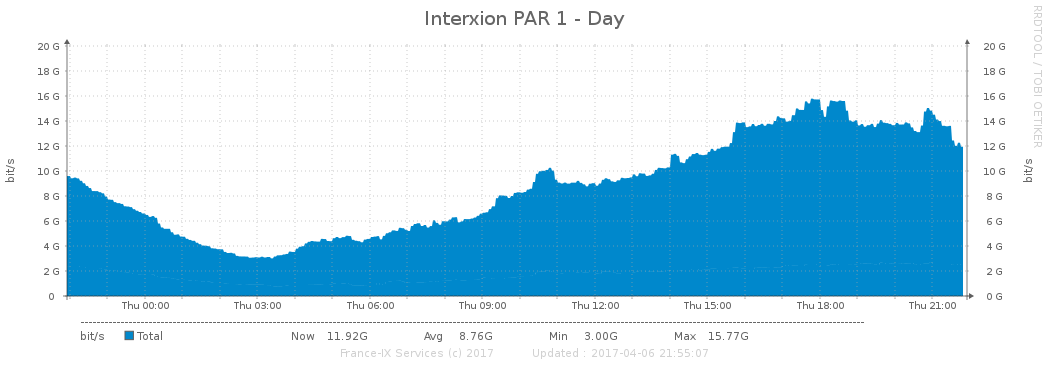 Interxion PAR 1 - Day
RRDTOOL / TOBI OETIKER
bit/s
20 G 20 G
18 G 18 G
16 G 16 G
14 G 14 G
12 G 12 G
10 G 10 G
8 G 8 G
6 G 6 G
4 G 4 G
2 G 2 G
0 0 G
bit/s
Thu 00:00 Thu 03:00 Thu 06:00 Thu 09:00 Thu 12:00 Thu 15:00 Thu 18:00 Thu 21:00
bit/s Total Now 11.92G Avg 8.76G Min 3.00G Max 15.77G
France-IX Services (c) 2017 Updated : 2017-04-06 21:55:07